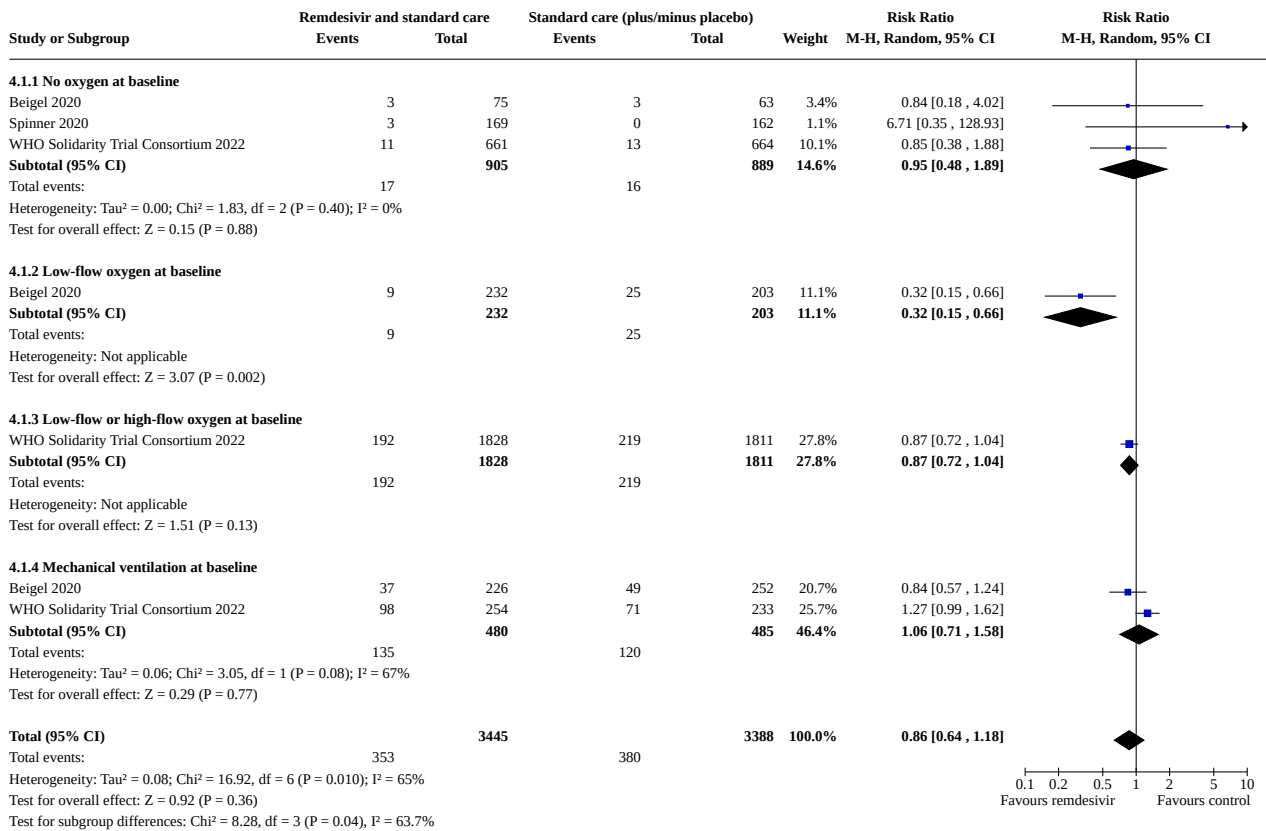 Remdesivir and standard care Standard care (plus/minus placebo) Risk Ratio Risk Ratio
Study or Subgroup Events Total Events Total Weight M-H, Random, 95% CI M-H, Random, 95% CI
4.1.1 No oxygen at baseline
Beigel 2020 3 75 3 63 3.4% 0.84 [0.18 , 4.02]
Spinner 2020 3 169 0 162 1.1% 6.71 [0.35 , 128.93]
WHO Solidarity Trial Consortium 2022 11 661 13 664 10.1% 0.85 [0.38 , 1.88]
Subtotal (95% CI) 905 889 14.6% 0.95 [0.48 , 1.89]
Total events: 17 16
Heterogeneity: Tau² = 0.00; Chi² = 1.83, df = 2 (P = 0.40); I² = 0%
Test for overall effect: Z = 0.15 (P = 0.88)
4.1.2 Low-flow oxygen at baseline
Beigel 2020 9 232 25 203 11.1% 0.32 [0.15 , 0.66]
Subtotal (95% CI) 232 203 11.1% 0.32 [0.15 , 0.66]
Total events: 9 25
Heterogeneity: Not applicable
Test for overall effect: Z = 3.07 (P = 0.002)
4.1.3 Low-flow or high-flow oxygen at baseline
WHO Solidarity Trial Consortium 2022 192 1828 219 1811 27.8% 0.87 [0.72 , 1.04]
Subtotal (95% CI) 1828 1811 27.8% 0.87 [0.72 , 1.04]
Total events: 192 219
Heterogeneity: Not applicable
Test for overall effect: Z = 1.51 (P = 0.13)
4.1.4 Mechanical ventilation at baseline
Beigel 2020 37 226 49 252 20.7% 0.84 [0.57 , 1.24]
WHO Solidarity Trial Consortium 2022 98 254 71 233 25.7% 1.27 [0.99 , 1.62]
Subtotal (95% CI) 480 485 46.4% 1.06 [0.71 , 1.58]
Total events: 135 120
Heterogeneity: Tau² = 0.06; Chi² = 3.05, df = 1 (P = 0.08); I² = 67%
Test for overall effect: Z = 0.29 (P = 0.77)
Total (95% CI) 3445 3388 100.0% 0.86 [0.64 , 1.18]
Total events: 353 380
Heterogeneity: Tau² = 0.08; Chi² = 16.92, df = 6 (P = 0.010); I² = 65%
0.1 0.2 0.5 1 2 5 10
Test for overall effect: Z = 0.92 (P = 0.36) Favours remdesivir Favours control
Test for subgroup differences: Chi² = 8.28, df = 3 (P = 0.04), I² = 63.7%